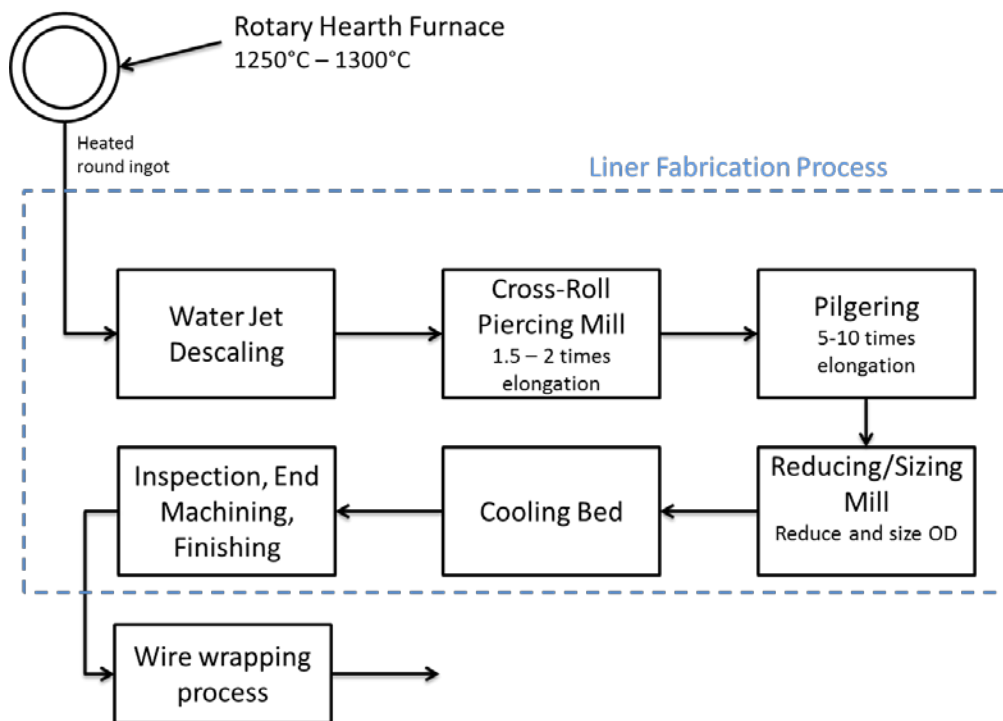 Rotary Hearth Furnace
1250°C – 1300°C
Heated
round ingot
Liner Fabrication Process
Water Jet
Descaling
Cross-Roll
Piercing Mill
1.5 – 2 times
elongation
Pilgering
5-10 times
elongation
Inspection, End
Machining,
Finishing
Cooling Bed
Reducing/Sizing
Mill
Reduce and size OD
Wire wrapping
process